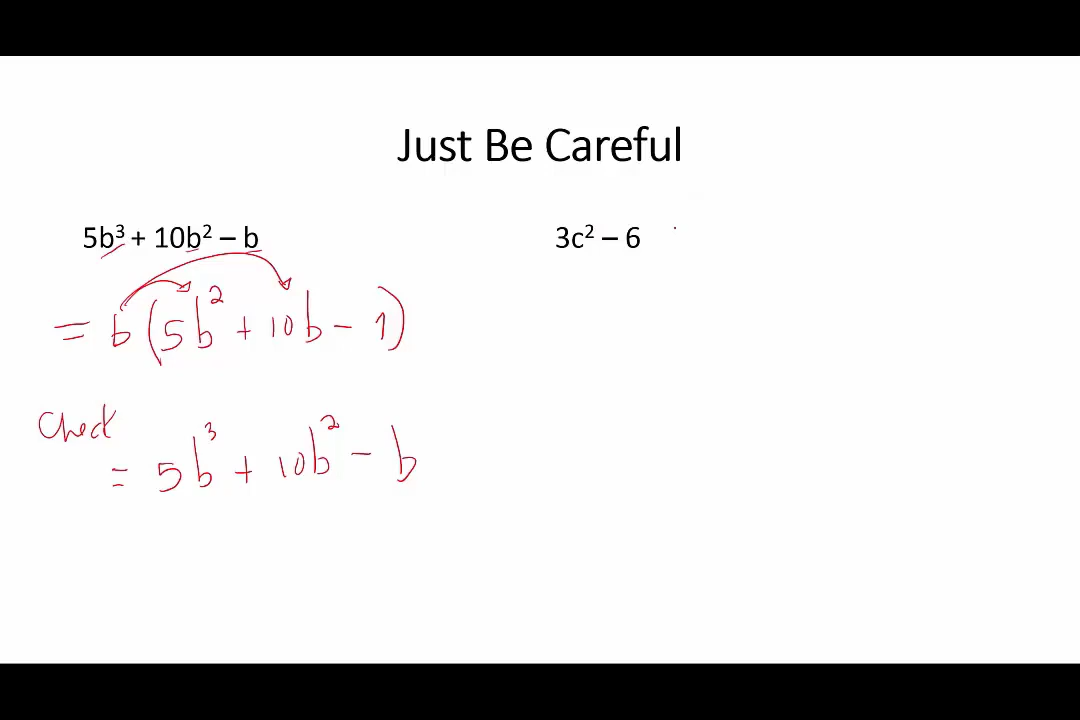 Just Be Careful
5b³ + 10b² – b
= b(5b² + 10b – 1)
Check
= 5b³ + 10b² – b
3c² – 6